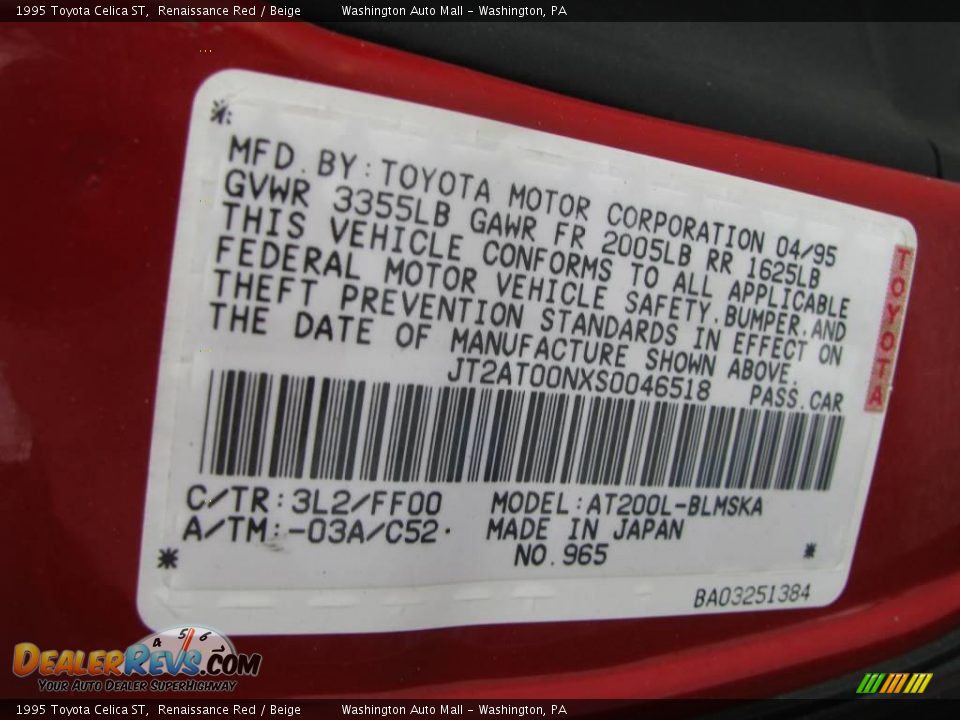 1995 Toyota Celica ST,  Renaissance Red / Beige          Washington Auto Mall - Washington, PA
MFD. BY: TOYOTA MOTOR CORPORATION 04/95
GVWR 3355LB GAWR FR 2005LB RR 1625LB
THIS VEHICLE CONFORMS TO ALL APPLICABLE
FEDERAL MOTOR VEHICLE SAFETY, BUMPER, AND
THEFT PREVENTION STANDARDS IN EFFECT ON
THE DATE OF MANUFACTURE SHOWN ABOVE.
JT2AT00NXS0046518 PASS. CAR
TOYOTA
C/TR: 3L2/FF00 MODEL: AT200L-BLMSKA
A/TM: -03A/C52 MADE IN JAPAN
NO. 965
BA03251384
4 5 6
DEALERREVS.COM
YOUR AUTO DEALER SUPERHIGHWAY
1995 Toyota Celica ST,  Renaissance Red / Beige          Washington Auto Mall - Washington, PA